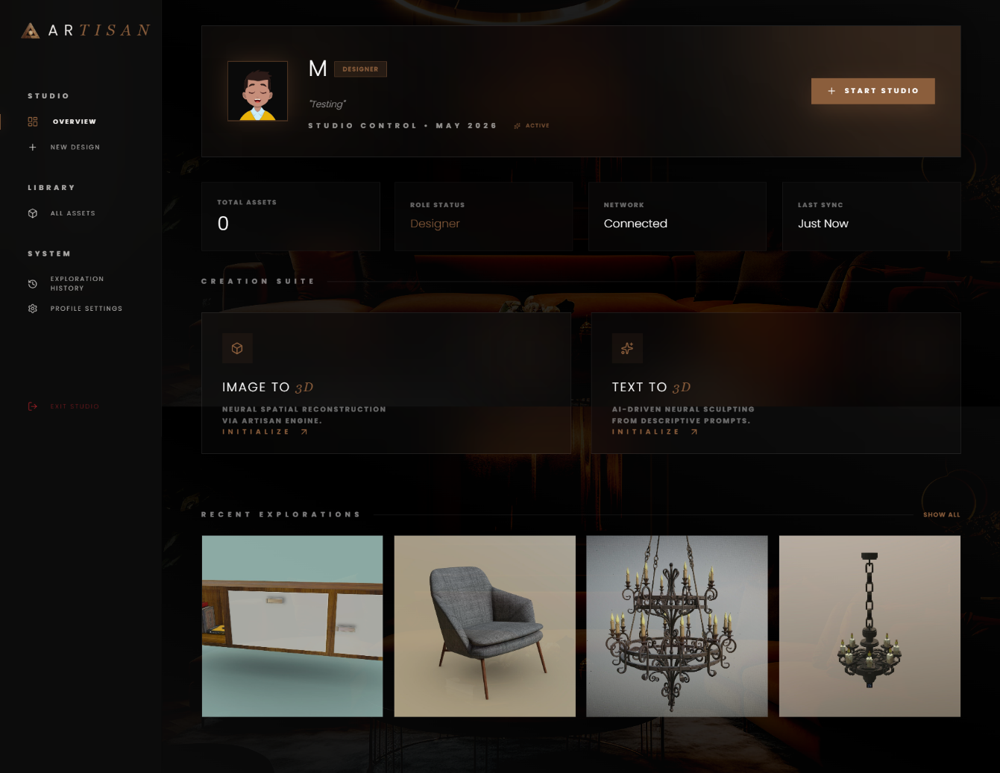 ARTISAN
STUDIO
OVERVIEW
NEW DESIGN
LIBRARY
ALL ASSETS
SYSTEM
EXPLORATION
HISTORY
PROFILE SETTINGS
EXIT STUDIO
M DESIGNER
"Testing"
STUDIO CONTROL • MAY 2026 ACTIVE
START STUDIO
TOTAL ASSETS
0
ROLE STATUS
Designer
NETWORK
Connected
LAST SYNC
Just Now
CREATION SUITE
IMAGE TO 3D
NEURAL SPATIAL RECONSTRUCTION
VIA ARTISAN ENGINE.
INITIALIZE
TEXT TO 3D
AI-DRIVEN NEURAL SCULPTING
FROM DESCRIPTIVE PROMPTS.
INITIALIZE
RECENT EXPLORATIONS
SHOW ALL